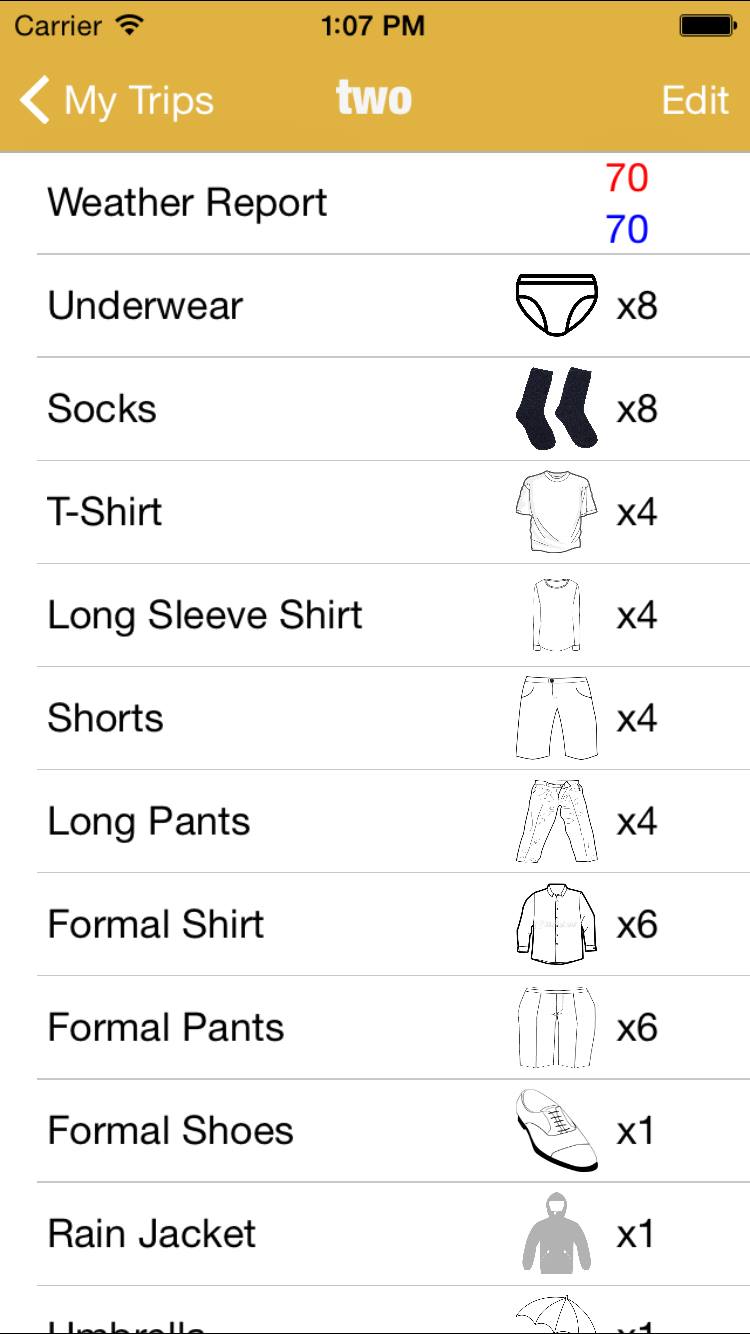 Carrier 1:07 PM
My Trips two Edit
Weather Report 70
70
Underwear x8
Socks x8
T-Shirt x4
Long Sleeve Shirt x4
Shorts x4
Long Pants x4
Formal Shirt x6
Formal Pants x6
Formal Shoes x1
Rain Jacket x1
Umbrella x1